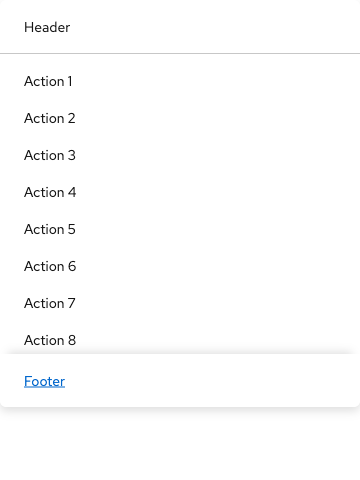 Header
Action 1
Action 2
Action 3
Action 4
Action 5
Action 6
Action 7
Action 8
Footer